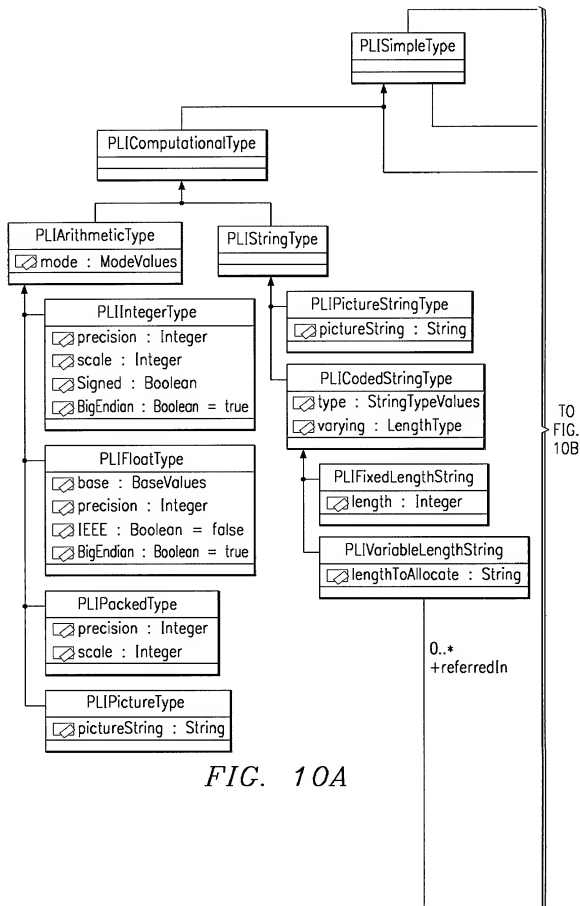 PLISimpleType
PLIComputationalType
PLIArithmeticType
mode : ModeValues
PLIStringType
PLIIntegerType
precision : Integer
scale : Integer
Signed : Boolean
BigEndian : Boolean = true
PLIPictureStringType
pictureString : String
PLICodedStringType
type : StringTypeValues
varying : LengthType
TO
FIG.
10B
PLIFloatType
base : BaseValues
precision : Integer
IEEE : Boolean = false
BigEndian : Boolean = true
PLIFixedLengthString
length : Integer
PLIVariableLengthString
lengthToAllocate : String
PLIPackedType
precision : Integer
scale : Integer
0..*
+referredIn
PLIPictureType
pictureString : String
FIG. 10A